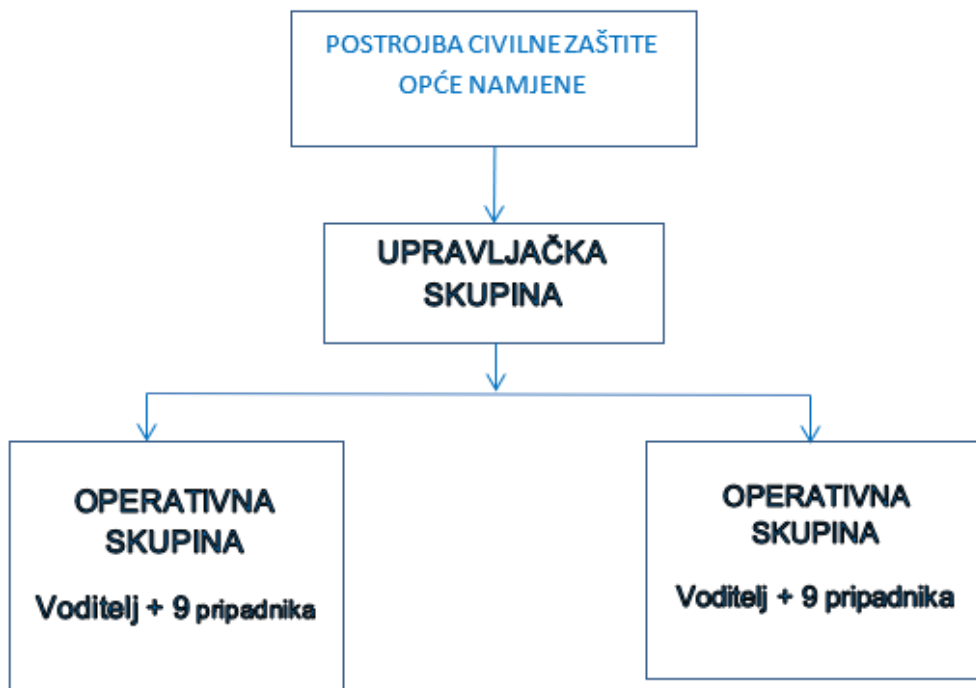 POSTROJBA CIVILNE ZAŠTITE
OPĆE NAMJENE
UPRAVLJAČKA
SKUPINA
OPERATIVNA
SKUPINA
Voditelj + 9 pripadnika
OPERATIVNA
SKUPINA
Voditelj + 9 pripadnika